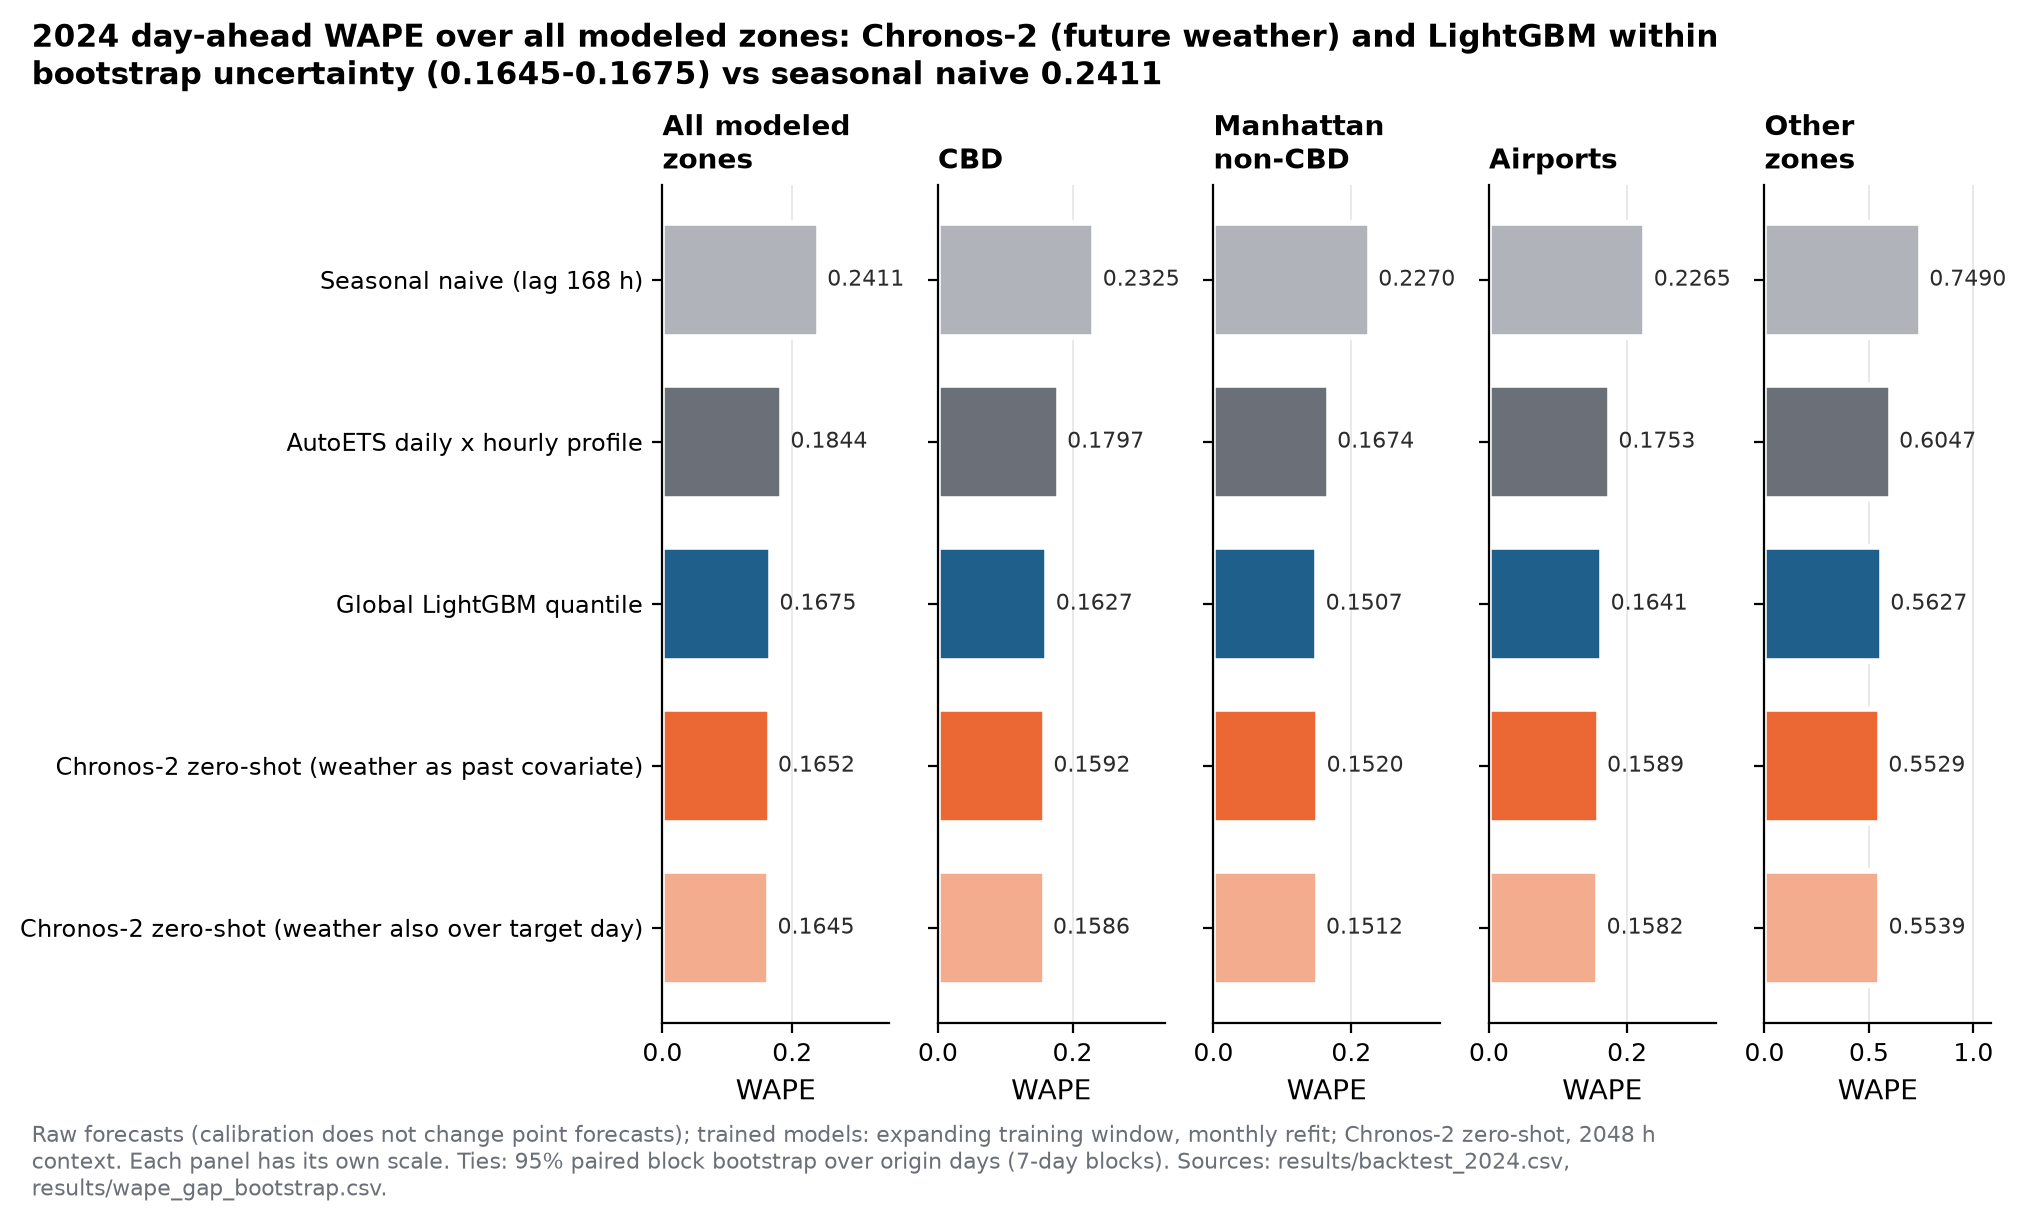 2024 day-ahead WAPE over all modeled zones: Chronos-2 (future weather) and LightGBM within
bootstrap uncertainty (0.1645-0.1675) vs seasonal naive 0.2411
All modeled
zones
CBD
Manhattan
non-CBD
Airports
Other
zones
Seasonal naive (lag 168 h)
0.2411
0.2325
0.2270
0.2265
0.7490
AutoETS daily x hourly profile
0.1844
0.1797
0.1674
0.1753
0.6047
Global LightGBM quantile
0.1675
0.1627
0.1507
0.1641
0.5627
Chronos-2 zero-shot (weather as past covariate)
0.1652
0.1592
0.1520
0.1589
0.5529
Chronos-2 zero-shot (weather also over target day)
0.1645
0.1586
0.1512
0.1582
0.5539
0.0 0.2
0.0 0.2
0.0 0.2
0.0 0.2
0.0 0.5 1.0
WAPE
WAPE
WAPE
WAPE
WAPE
Raw forecasts (calibration does not change point forecasts); trained models: expanding training window, monthly refit; Chronos-2 zero-shot, 2048 h
context. Each panel has its own scale. Ties: 95% paired block bootstrap over origin days (7-day blocks). Sources: results/backtest_2024.csv,
results/wape_gap_bootstrap.csv.